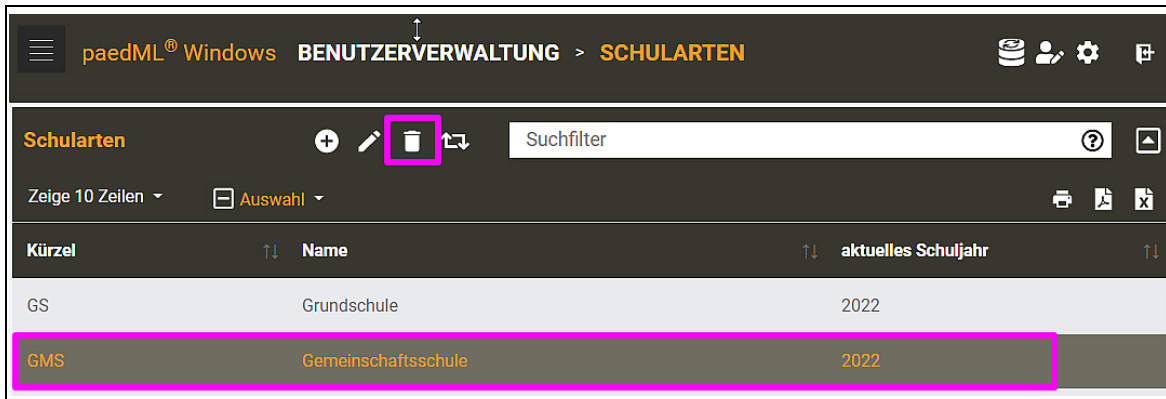 paedML® Windows BENUTZERVERWALTUNG > SCHULARTEN
Schularten Suchfilter
Zeige 10 Zeilen Auswahl
Kürzel Name aktuelles Schuljahr
GS Grundschule 2022
GMS Gemeinschaftsschule 2022